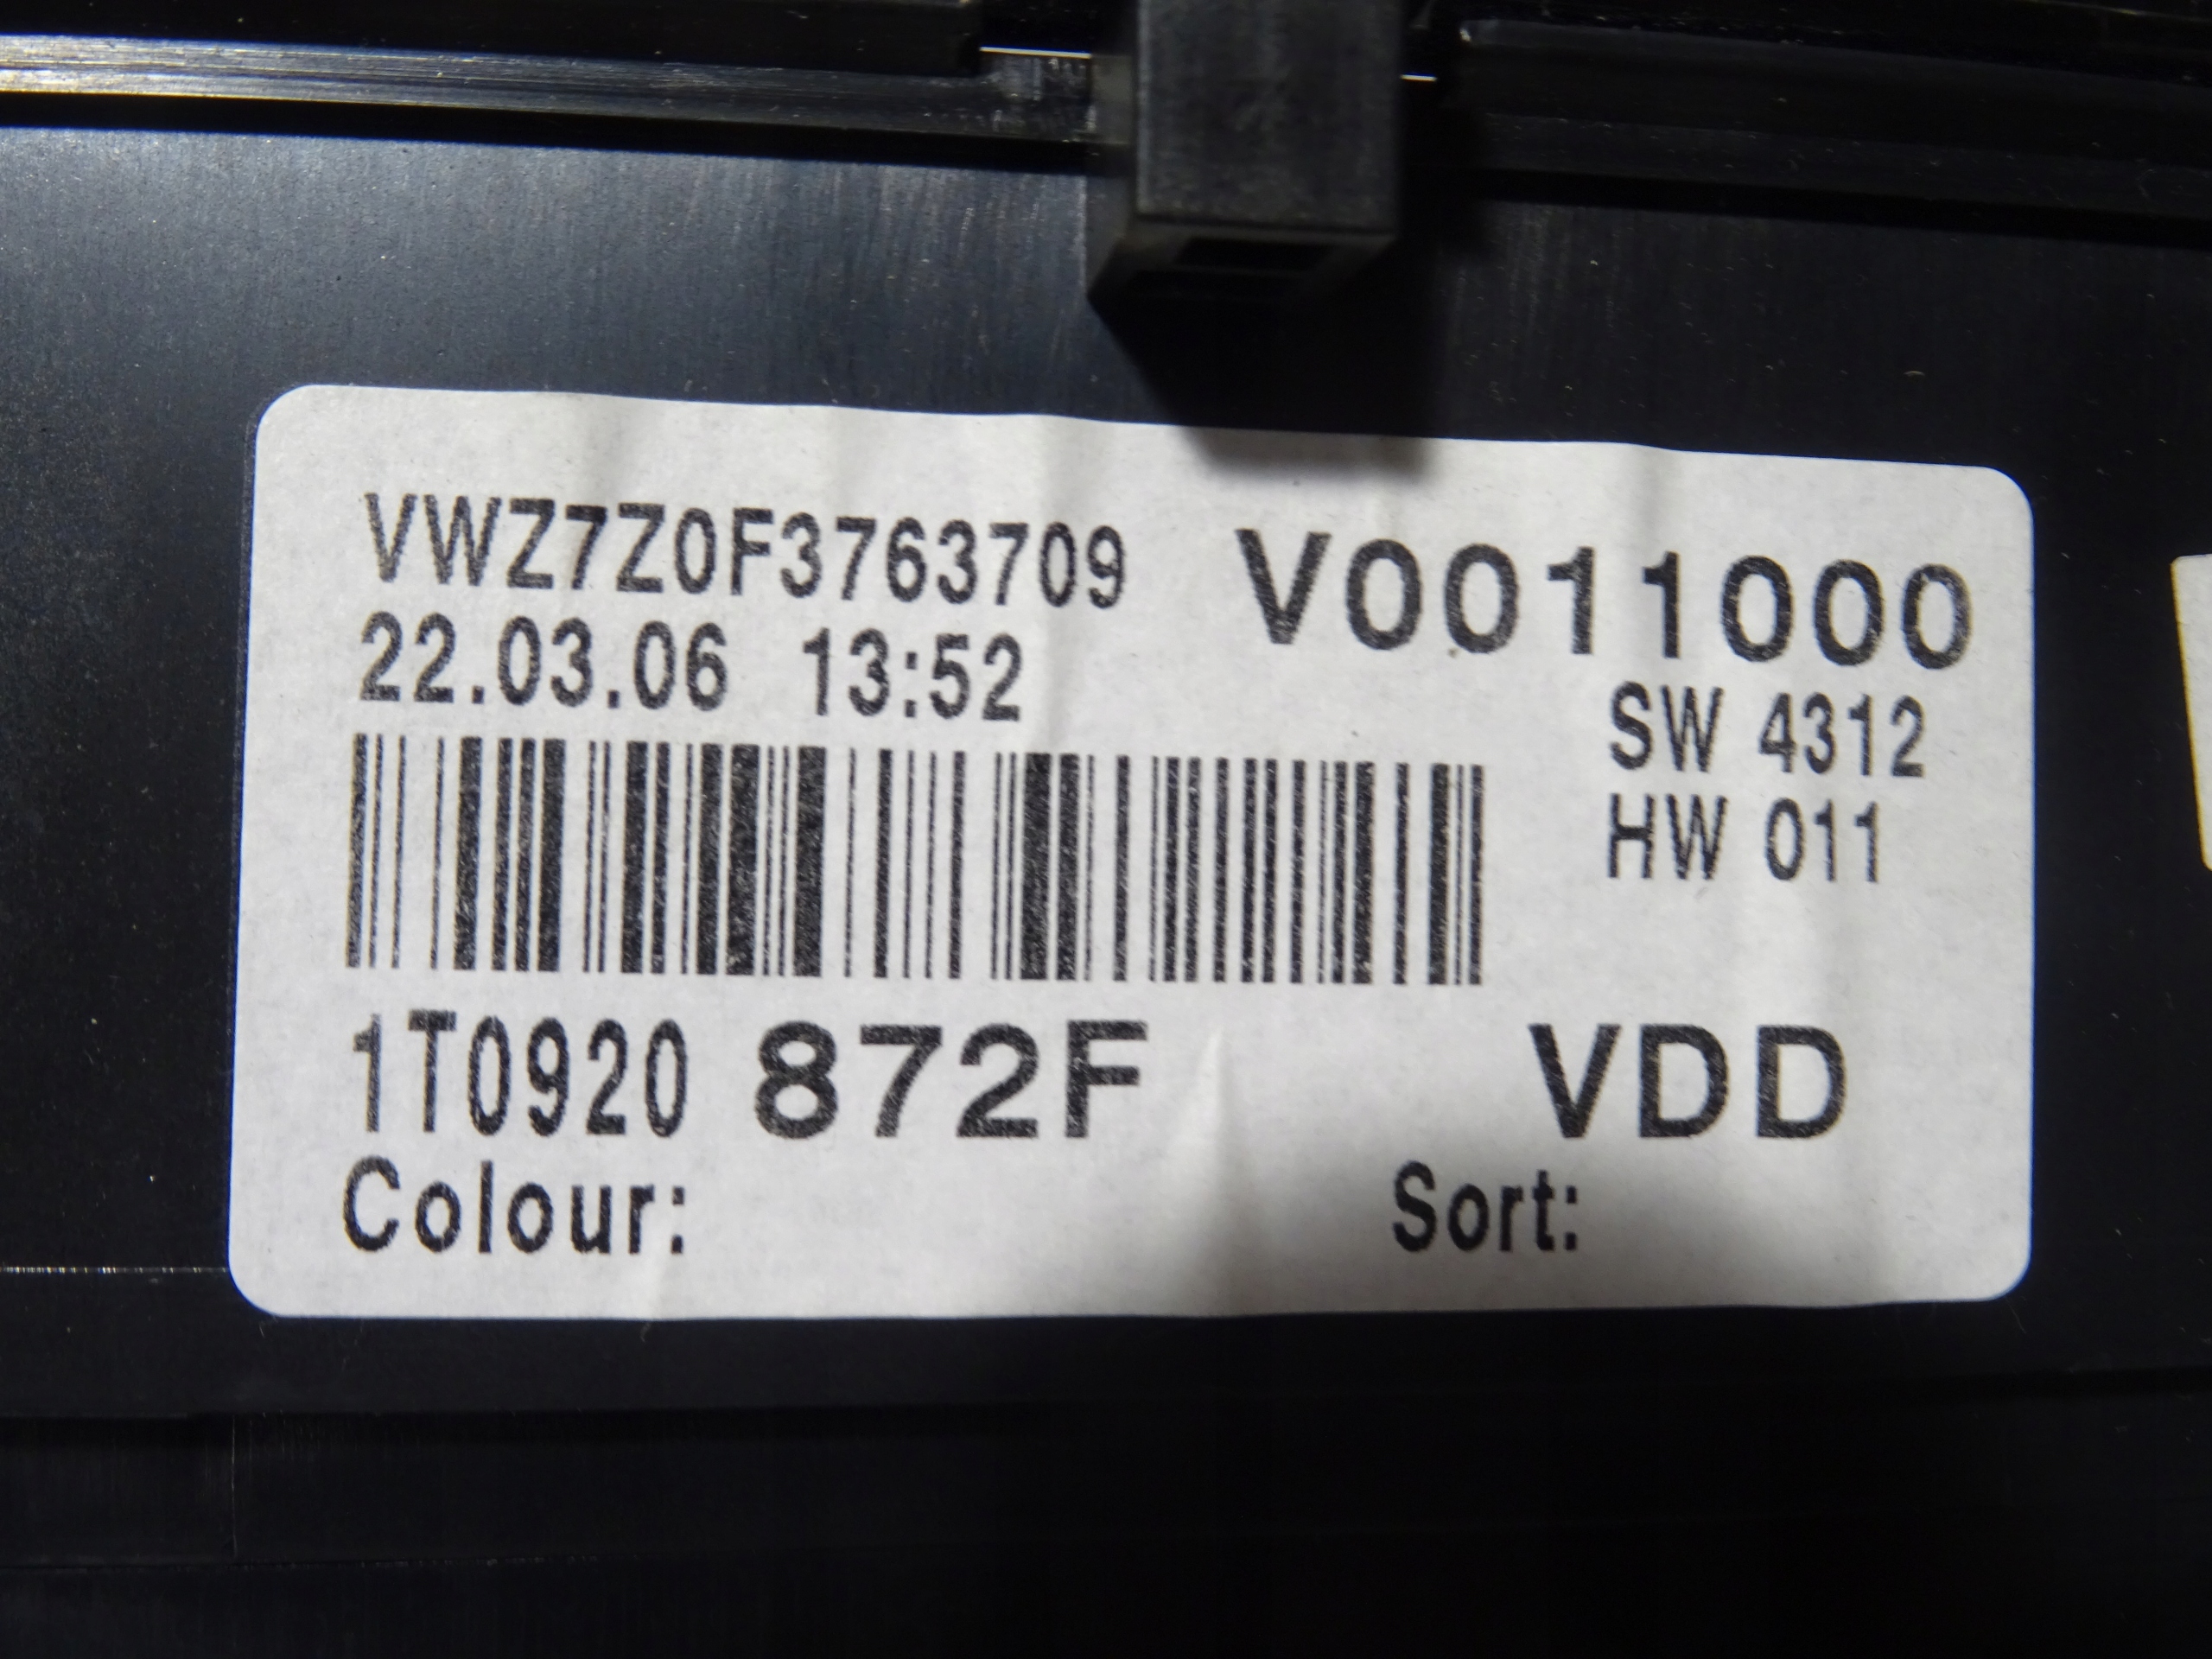 VWZ7Z0F3763709 V0011000
22.03.06 13:52
SW 4312
HW 011
1T0920 872F VDD
Colour: Sort: